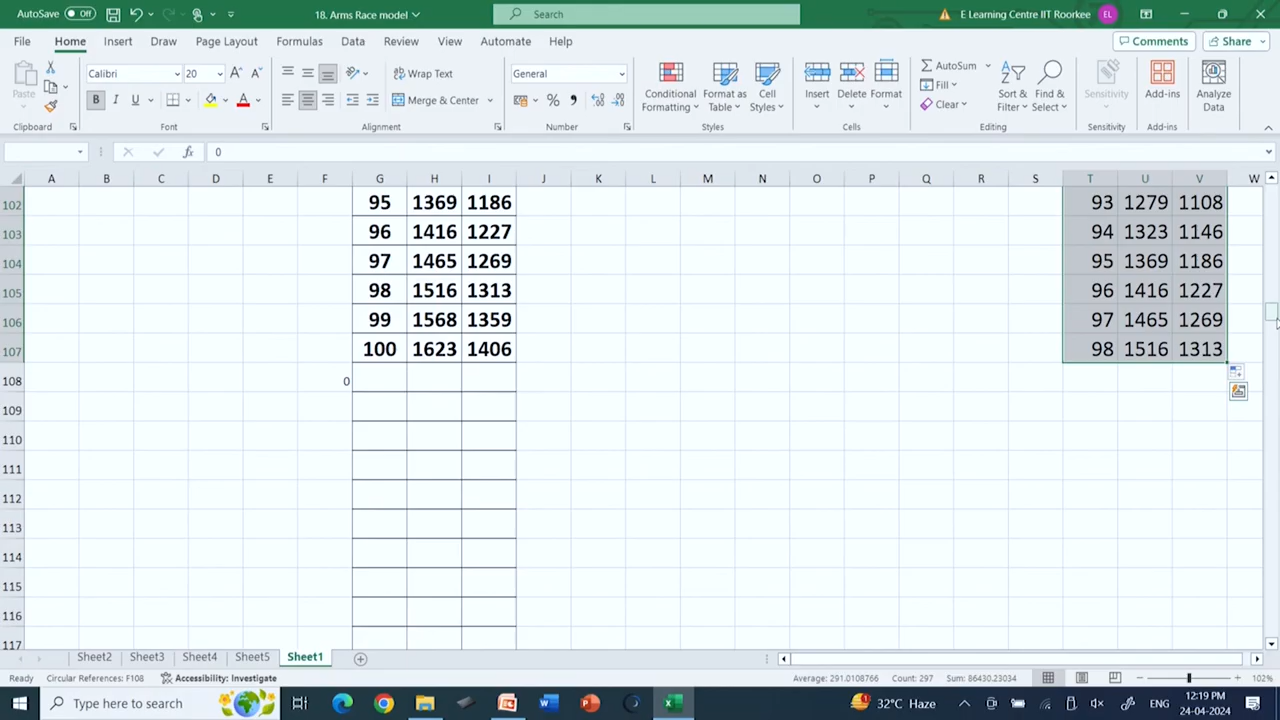 AutoSave Off 18. Arms Race model Search E Learning Centre IIT Roorkee EL
File Home Insert Draw Page Layout Formulas Data Review View Automate Help Comments Share
Paste Calibri 20 A A Wrap Text General Conditional Formatting Format as Table Cell Styles Insert Delete Format AutoSum Fill Clear Sort & Filter Find & Select Sensitivity Add-ins Analyze Data
B I U A Merge & Center % ,
Clipboard Font Alignment Number Styles Cells Editing Sensitivity Add-ins
fx 0
A B C D E F G H I J K L M N O P Q R S T U V W
102 95 1369 1186 93 1279 1108
103 96 1416 1227 94 1323 1146
104 97 1465 1269 95 1369 1186
105 98 1516 1313 96 1416 1227
106 99 1568 1359 97 1465 1269
107 100 1623 1406 98 1516 1313
108 0
109
110
111
112
113
114
115
116
117
Sheet2 Sheet3 Sheet4 Sheet5 Sheet1
Ready Circular References: F108 Accessibility: Investigate Average: 291.0108766 Count: 297 Sum: 86430.23034 102%
Type here to search 32°C Haze ENG 12:19 PM
24-04-2024